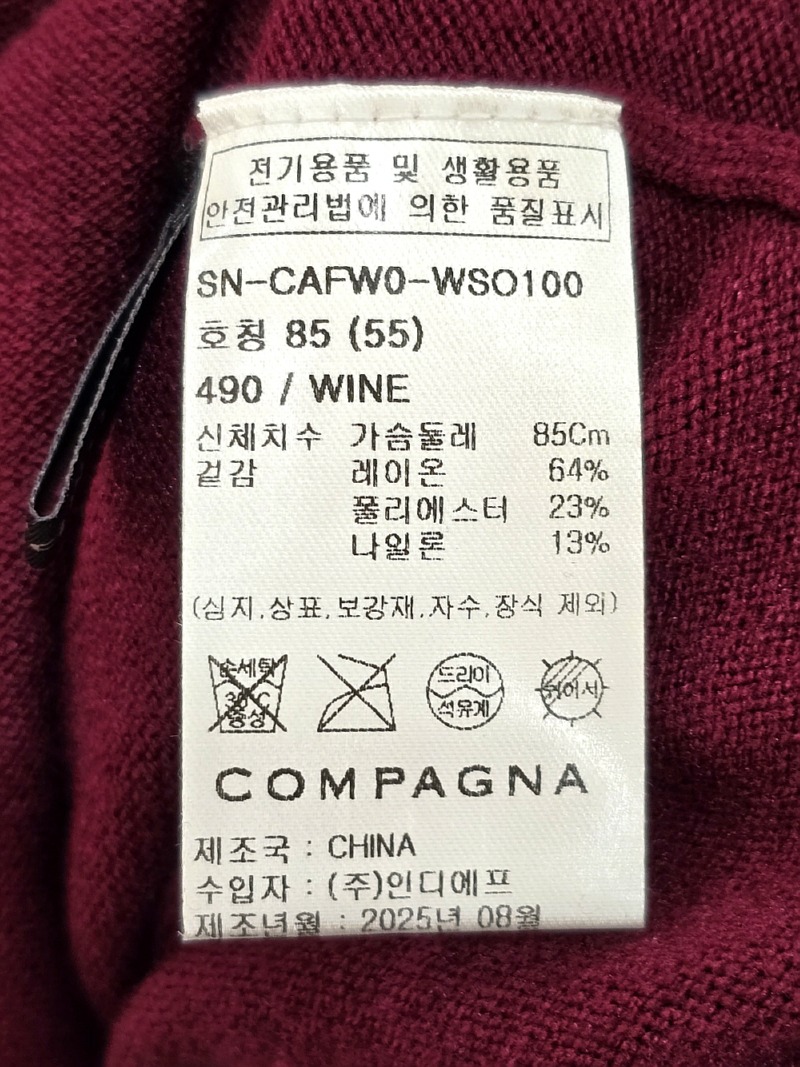 전기용품 및 생활용품
안전관리법에 의한 품질표시
SN-CAFW0-WSO100
호칭 85 (55)
490 / WINE
신체치수 가슴둘레 85Cm
겉감 레이온 64%
폴리에스터 23%
나일론 13%
(심지,상표,보강재,자수,장식 제외)
손세탁
30°C
중성
드라이
석유계
뉘어서
COMPAGNA
제조국 : CHINA
수입자 : (주)인디에프
제조년월 : 2025년 08월